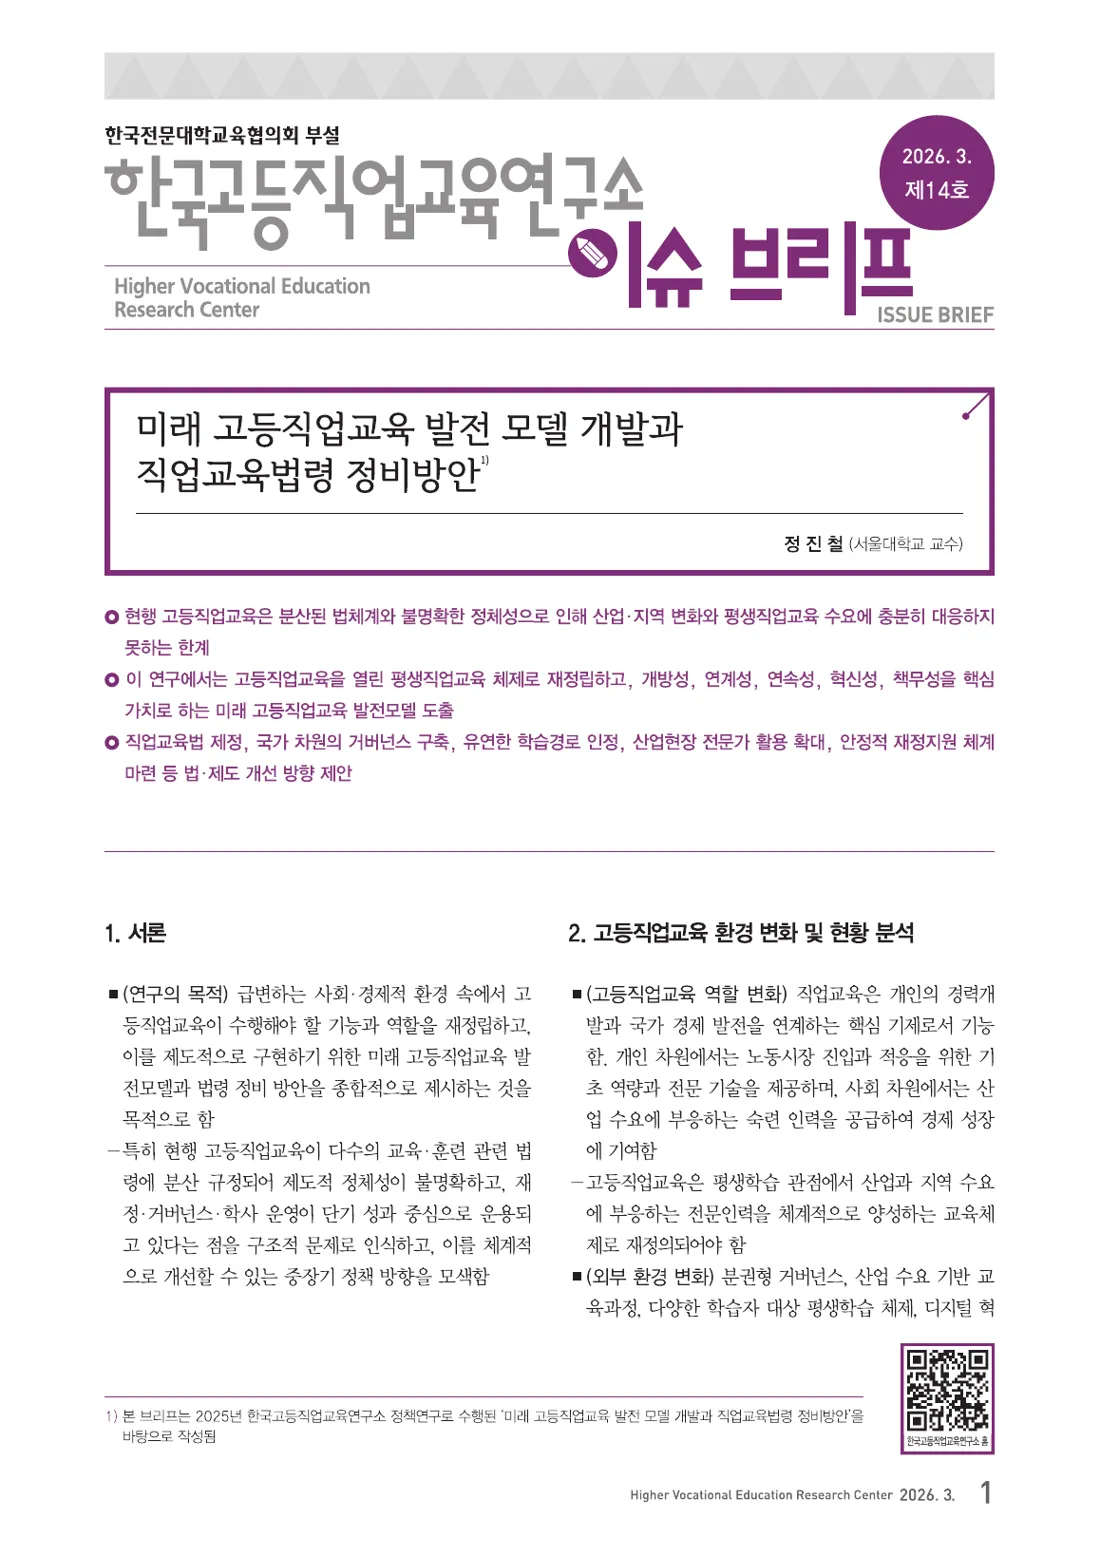 한국전문대학교육협의회 부설
한국고등직업교육연구소
2026. 3.
제14호
이슈 브리프
Higher Vocational Education
Research Center
ISSUE BRIEF
미래 고등직업교육 발전 모델 개발과
직업교육법령 정비방안1)
정 진 철 (서울대학교 교수)
현행 고등직업교육은 분산된 법체계와 불명확한 정체성으로 인해 산업·지역 변화와 평생직업교육 수요에 충분히 대응하지
못하는 한계
이 연구에서는 고등직업교육을 열린 평생직업교육 체제로 재정립하고, 개방성, 연계성, 연속성, 혁신성, 책무성을 핵심
가치로 하는 미래 고등직업교육 발전모델 도출
직업교육법 제정, 국가 차원의 거버넌스 구축, 유연한 학습경로 인정, 산업현장 전문가 활용 확대, 안정적 재정지원 체계
마련 등 법·제도 개선 방향 제안
1. 서론
■ (연구의 목적) 급변하는 사회·경제적 환경 속에서 고
등직업교육이 수행해야 할 기능과 역할을 재정립하고,
이를 제도적으로 구현하기 위한 미래 고등직업교육 발
전모델과 법령 정비 방안을 종합적으로 제시하는 것을
목적으로 함
－특히 현행 고등직업교육이 다수의 교육·훈련 관련 법
령에 분산 규정되어 제도적 정체성이 불명확하고, 재
정·거버넌스·학사 운영이 단기 성과 중심으로 운용되
고 있다는 점을 구조적 문제로 인식하고, 이를 체계적
으로 개선할 수 있는 중장기 정책 방향을 모색함
2. 고등직업교육 환경 변화 및 현황 분석
■ (고등직업교육 역할 변화) 직업교육은 개인의 경력개
발과 국가 경제 발전을 연계하는 핵심 기제로서 기능
함. 개인 차원에서는 노동시장 진입과 적응을 위한 기
초 역량과 전문 기술을 제공하며, 사회 차원에서는 산
업 수요에 부응하는 숙련 인력을 공급하여 경제 성장
에 기여함
－고등직업교육은 평생학습 관점에서 산업과 지역 수요
에 부응하는 전문인력을 체계적으로 양성하는 교육체
제로 재정의되어야 함
■ (외부 환경 변화) 분권형 거버넌스, 산업 수요 기반 교
육과정, 다양한 학습자 대상 평생학습 체제, 디지털 혁
1) 본 브리프는 2025년 한국고등직업교육연구소 정책연구로 수행된 '미래 고등직업교육 발전 모델 개발과 직업교육법령 정비방안'을
바탕으로 작성됨
한국고등직업교육연구소 홈
Higher Vocational Education Research Center 2026. 3. 1